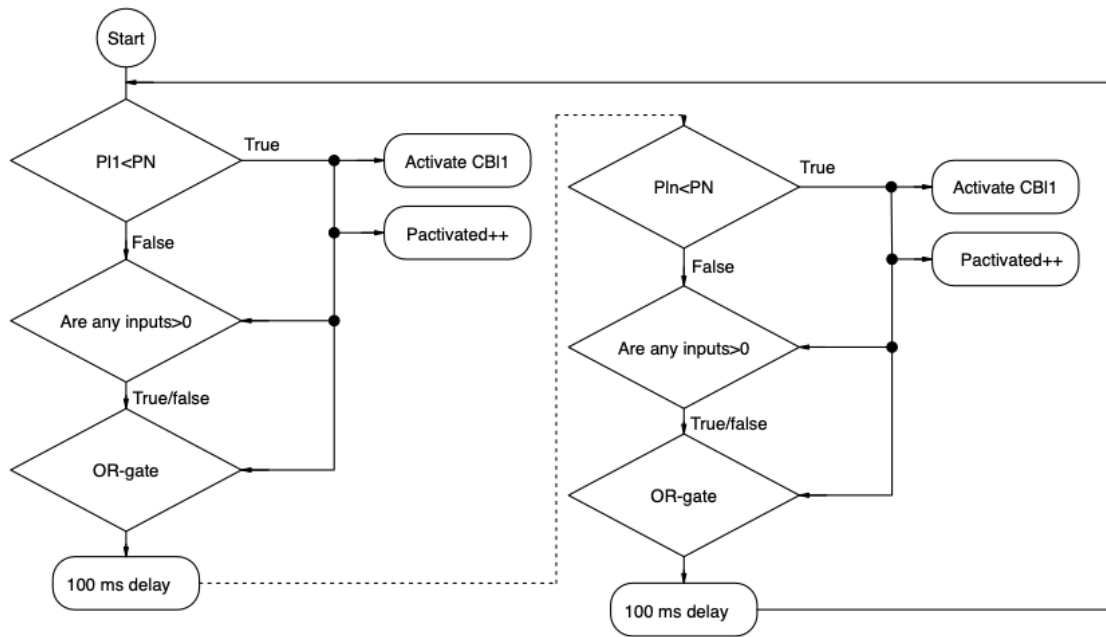 Start
PI1<PN
True
Activate CBI1
Pactivated++
False
Are any inputs>0
True/false
OR-gate
100 ms delay
PIn<PN
True
Activate CBI1
Pactivated++
False
Are any inputs>0
True/false
OR-gate
100 ms delay